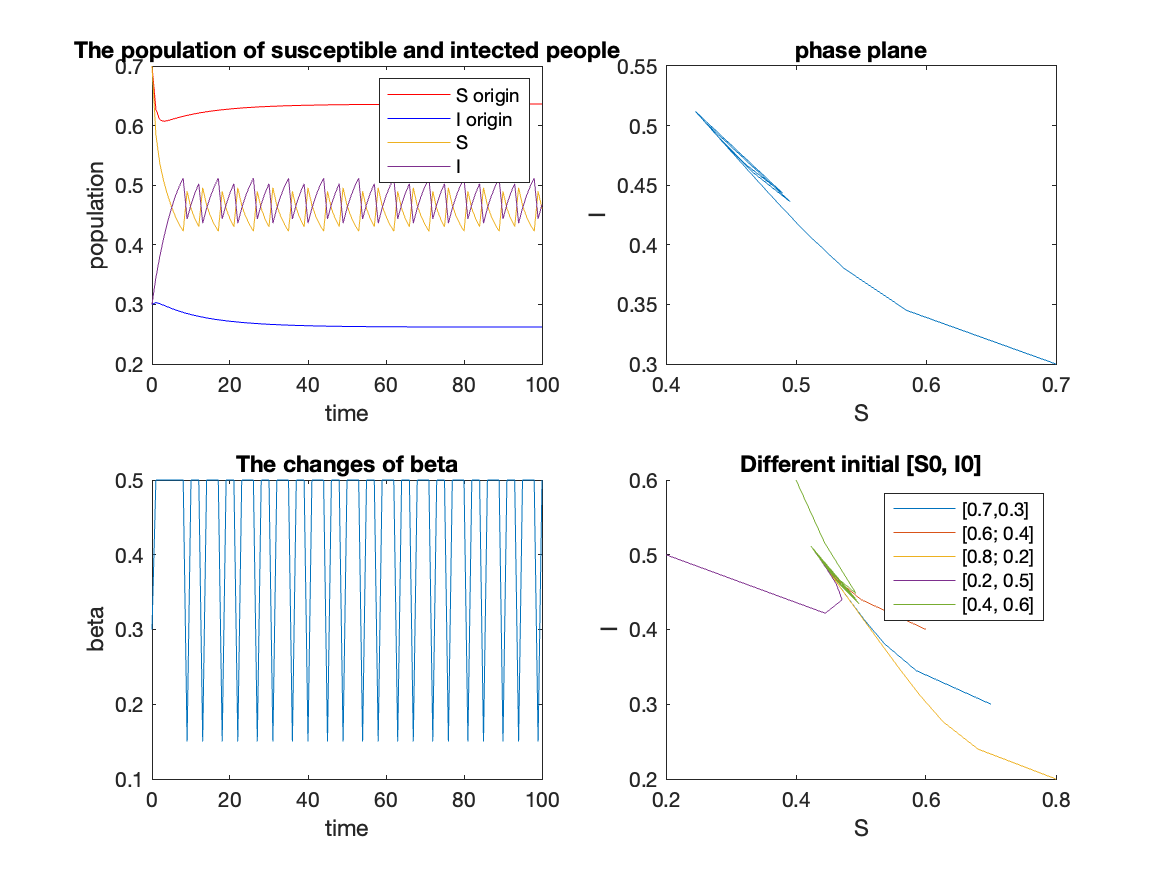 The population of susceptible and intected people
0.7
0.6
0.5
0.4
0.3
0.2
population
0
20
40
60
80
100
time
S origin
I origin
S
I
phase plane
0.55
0.5
0.45
0.4
0.35
0.3
I
0.4
0.5
0.6
0.7
S
The changes of beta
0.5
0.4
0.3
0.2
0.1
beta
0
20
40
60
80
100
time
Different initial [S0, I0]
0.6
0.5
0.4
0.3
0.2
I
0.2
0.4
0.6
0.8
S
[0.7,0.3]
[0.6; 0.4]
[0.8; 0.2]
[0.2, 0.5]
[0.4, 0.6]